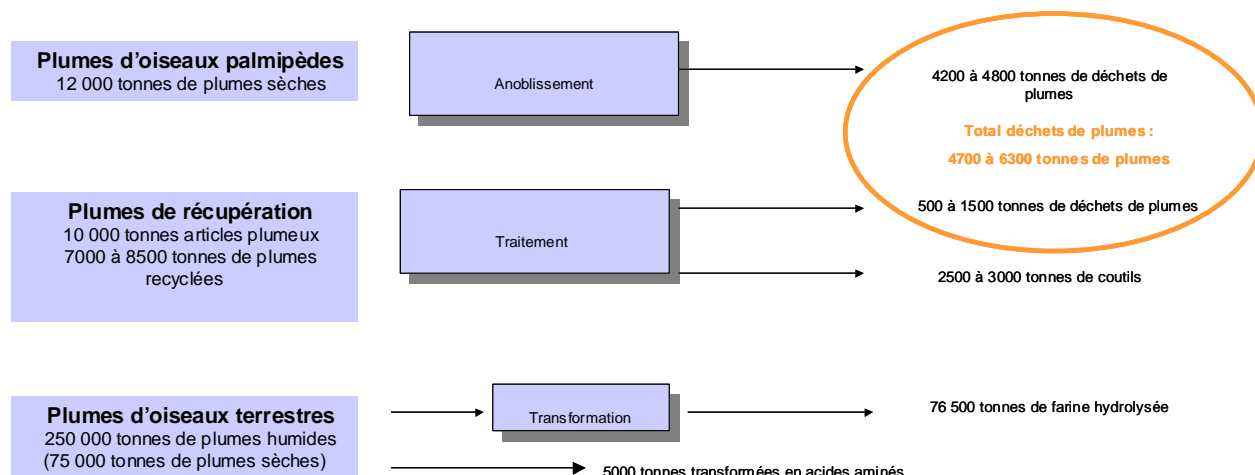 Plumes d'oiseaux palmipèdes
12 000 tonnes de plumes sèches
Anoblissement
4200 à 4800 tonnes de déchets de
plumes
Total déchets de plumes :
4700 à 6300 tonnes de plumes
Plumes de récupération
10 000 tonnes articles plumeux
7000 à 8500 tonnes de plumes
recyclées
Traitement
500 à 1500 tonnes de déchets de plumes
2500 à 3000 tonnes de coutils
Plumes d'oiseaux terrestres
250 000 tonnes de plumes humides
(75 000 tonnes de plumes sèches)
Transformation
76 500 tonnes de farine hydrolysée
5000 tonnes transformées en acides aminés